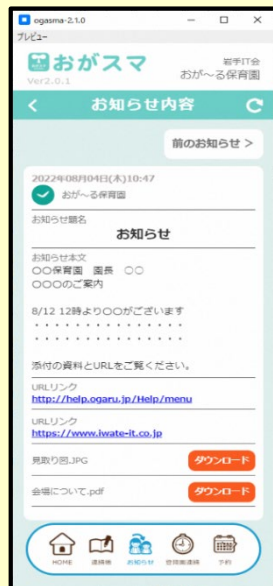 ogasma-2.1.0
プレビュー
おがスマ
Ver2.0.1
岩手IT会
おが～る保育園
お知らせ内容
前のお知らせ >
2022年08月04日(木)10:47
おが～る保育園
お知らせ題名
お知らせ
お知らせ本文
○○保育園 園長 ○○
○○○のご案内
8/12 12時より○○がございます
・・・・・・・・・・・・・・・
・・・・・・・・・・・・・・・
添付の資料とURLをご覧ください。
URLリンク
http://help.ogaru.jp/Help/menu
URLリンク
https://www.iwate-it.co.jp
見取り図.JPG
ダウンロード
会場について.pdf
ダウンロード
HOME
連絡帳
お知らせ
登降園連絡
予約